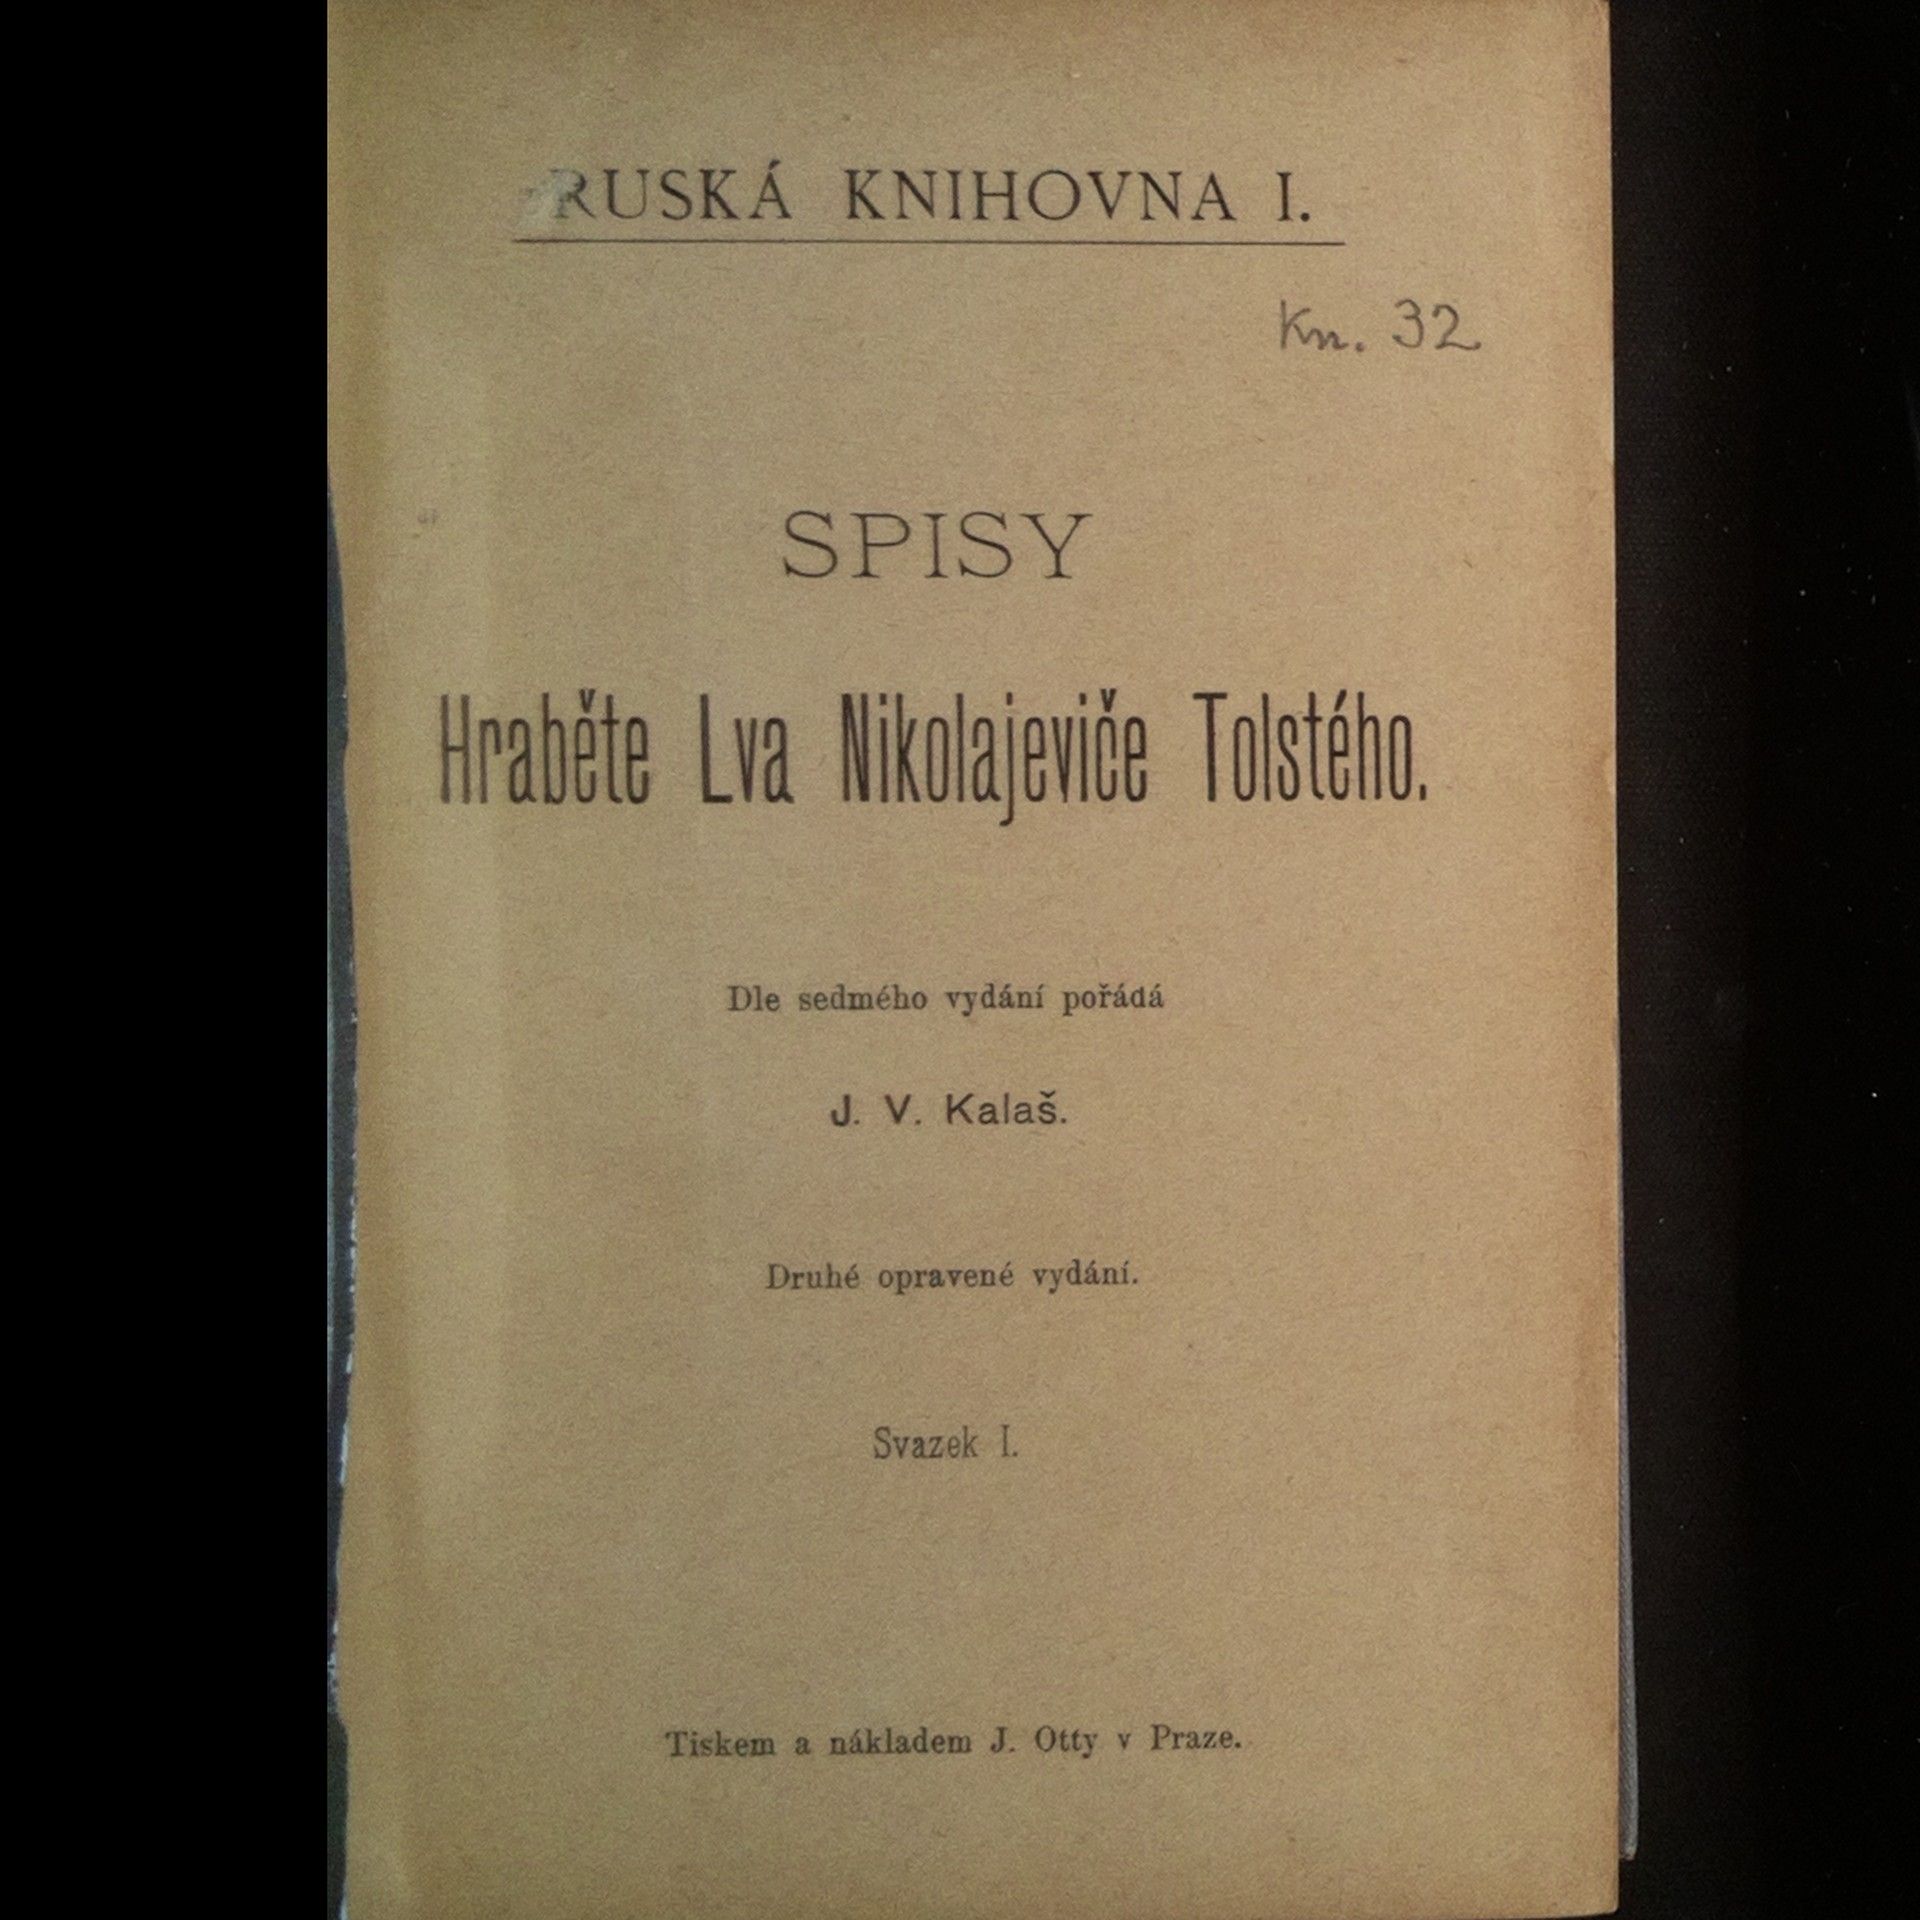 RUSKÁ KNIHOVNA I.
Kn. 32
SPISY
Hraběte Lva Nikolajeviče Tolstého.
Dle sedmého vydání pořádá
J. V. Kalaš.
Druhé opravené vydání.
Svazek I.
Tiskem a nákladem J. Otty v Praze.